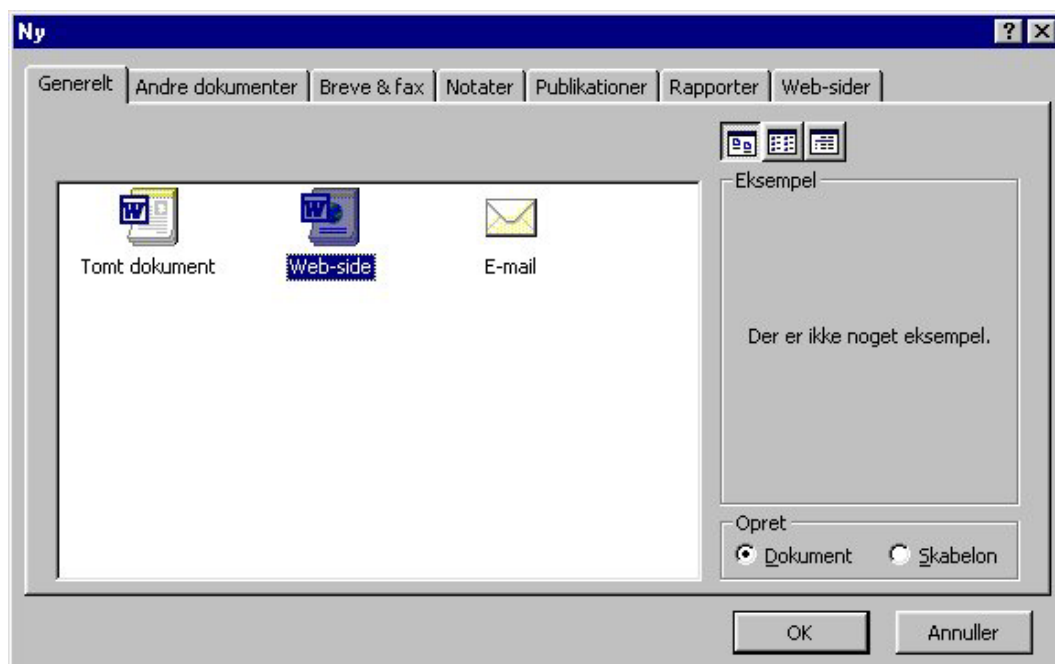 Ny
Generelt Andre dokumenter Breve & fax Notater Publikationer Rapporter Web-sider
Eksempel
Tomt dokument Web-side E-mail
Der er ikke noget eksempel.
Opret
Dokument Skabelon
OK Annuller